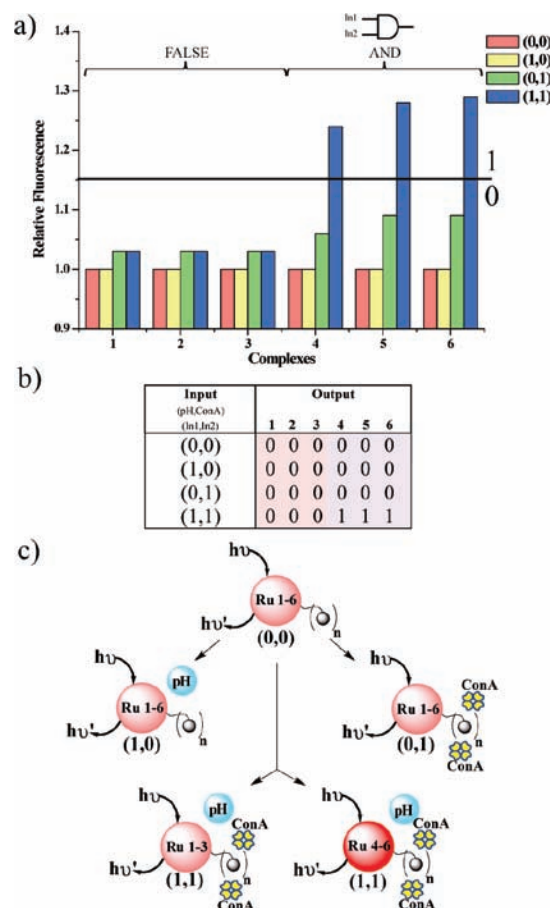 a)
In1
In2
FALSE
AND
(0,0)
(1,0)
(0,1)
(1,1)
1.4
1.3
1.2
1.1
1.0
0.9
Relative Fluorescence
1
0
1 2 3 4 5 6
Complexes
b)
Input Output
(pH,ConA)
(In1,In2) 1 2 3 4 5 6
(0,0) 0 0 0 0 0 0
(1,0) 0 0 0 0 0 0
(0,1) 0 0 0 0 0 0
(1,1) 0 0 0 1 1 1
c)
hυ
Ru 1-6
hυ'
n
(0,0)
hυ
pH
Ru 1-6
hυ'
n
(1,0)
hυ
ConA
Ru 1-6
hυ'
n
(0,1)
ConA
hυ
pH
ConA
Ru 1-3
hυ'
n
(1,1)
ConA
hυ
pH
ConA
Ru 4-6
hυ'
n
(1,1)
ConA